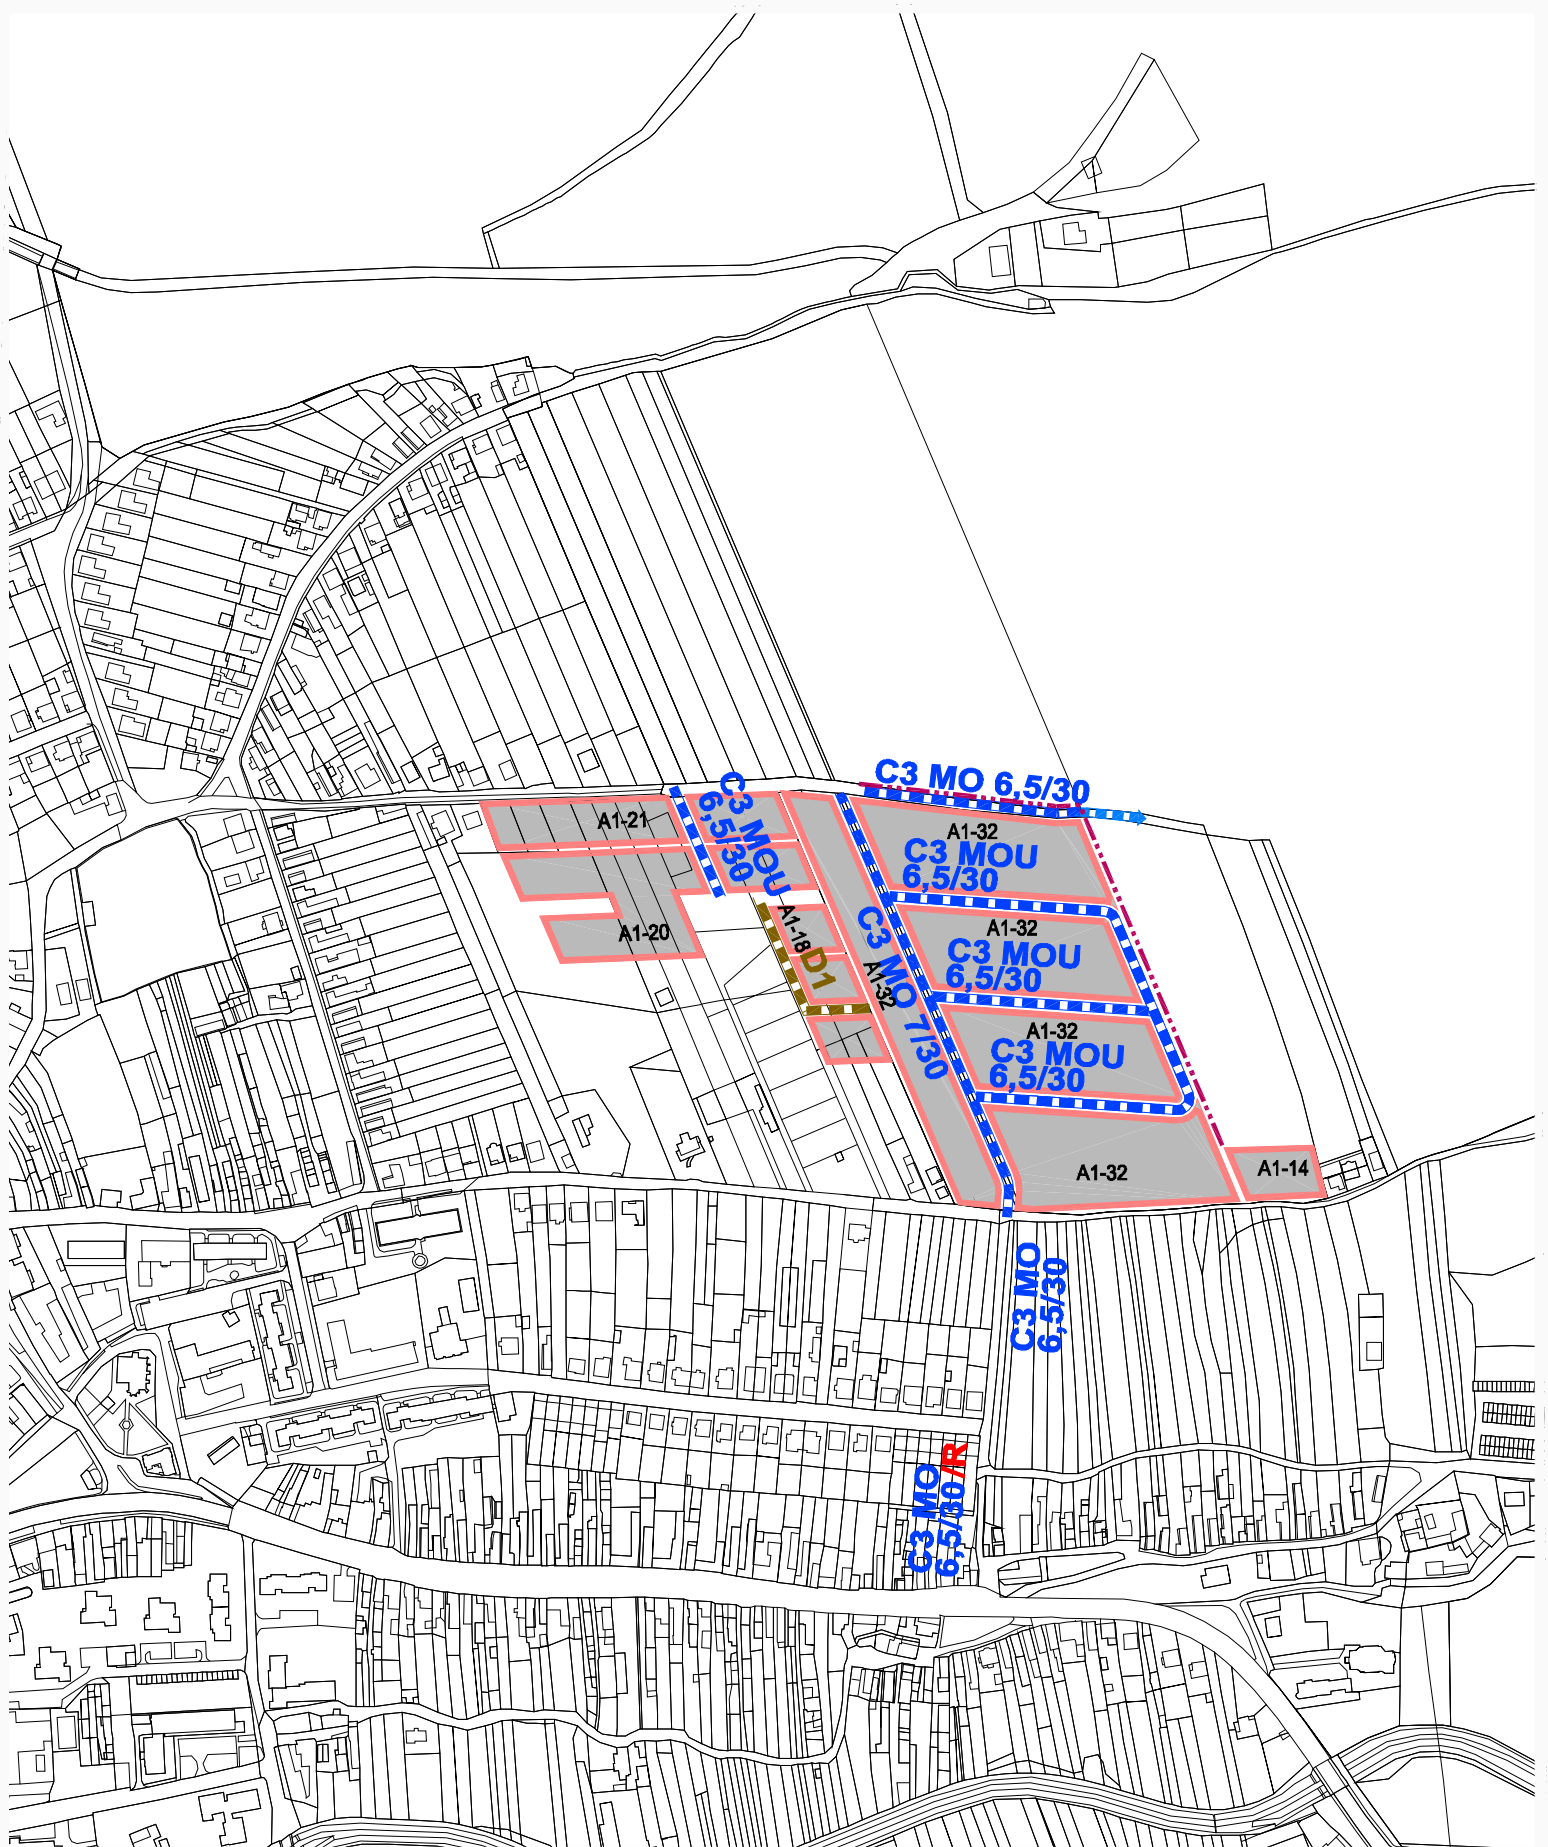 C3 MO 6,5/30
C3 MOU
6,5/30
A1-21
A1-32
C3 MOU
6,5/30
A1-20
A1-18
D1
A1-32
C3 MO 7/30
A1-32
C3 MOU
6,5/30
A1-32
C3 MOU
6,5/30
A1-32
A1-14
C3 MO
6,5/30
C3 MO
6,5/30/R